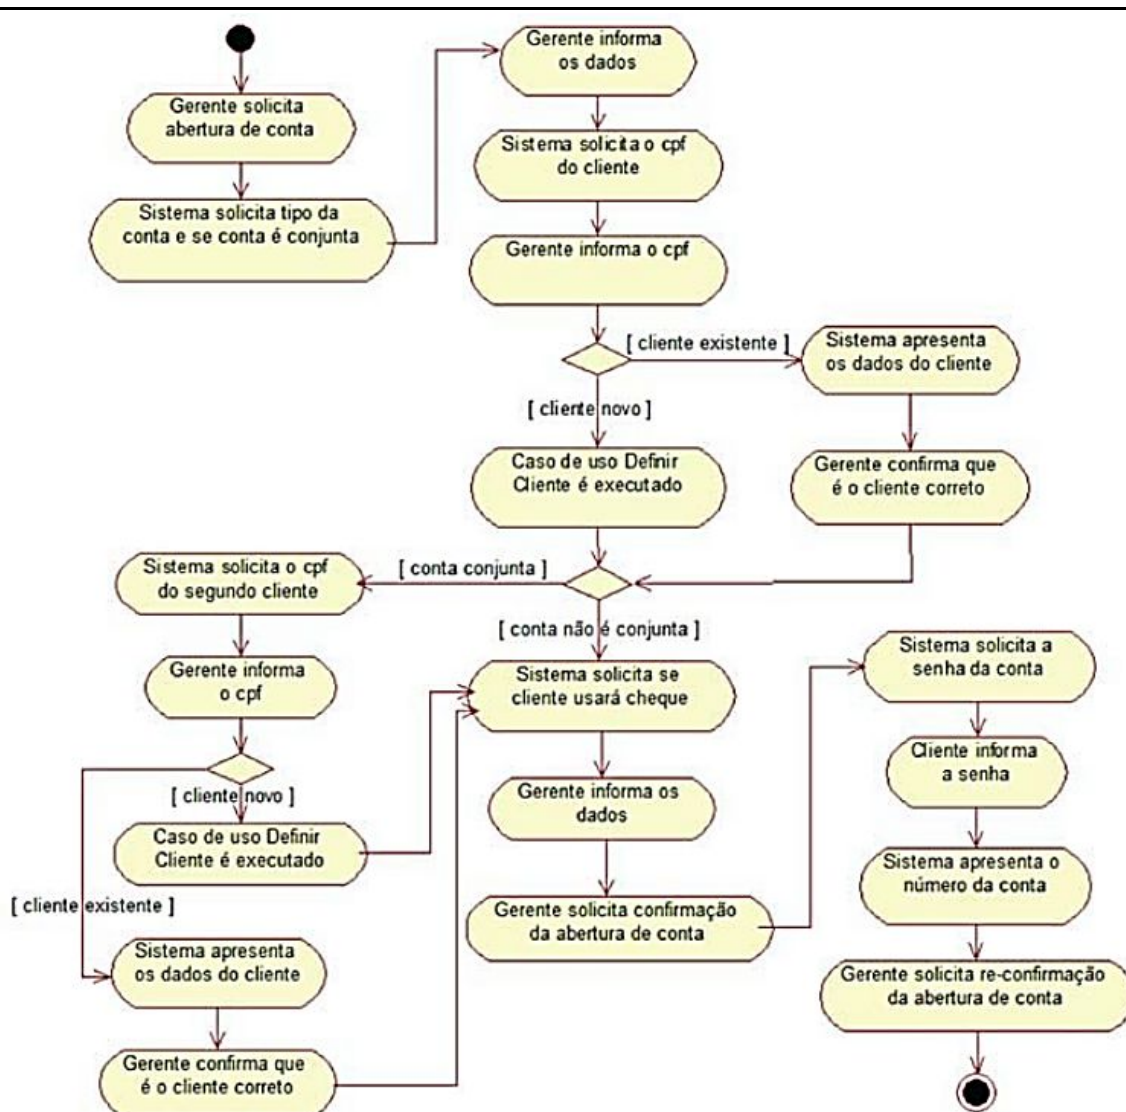 Gerente solicita
abertura de conta
Sistema solicita tipo da
conta e se conta é conjunta
Gerente informa
os dados
Sistema solicita o cpf
do cliente
Gerente informa o cpf
[ cliente existente ]
Sistema apresenta
os dados do cliente
Gerente confirma que
é o cliente correto
[ cliente novo ]
Caso de uso Definir
Cliente é executado
[ conta conjunta ]
Sistema solicita o cpf
do segundo cliente
Gerente informa
o cpf
[ cliente novo ]
Caso de uso Definir
Cliente é executado
[ cliente existente ]
Sistema apresenta
os dados do cliente
Gerente confirma que
é o cliente correto
[ conta não é conjunta ]
Sistema solicita se
cliente usará cheque
Gerente informa os
dados
Gerente solicita confirmação
da abertura de conta
Sistema solicita a
senha da conta
Cliente informa
a senha
Sistema apresenta o
número da conta
Gerente solicita re-confirmação
da abertura de conta